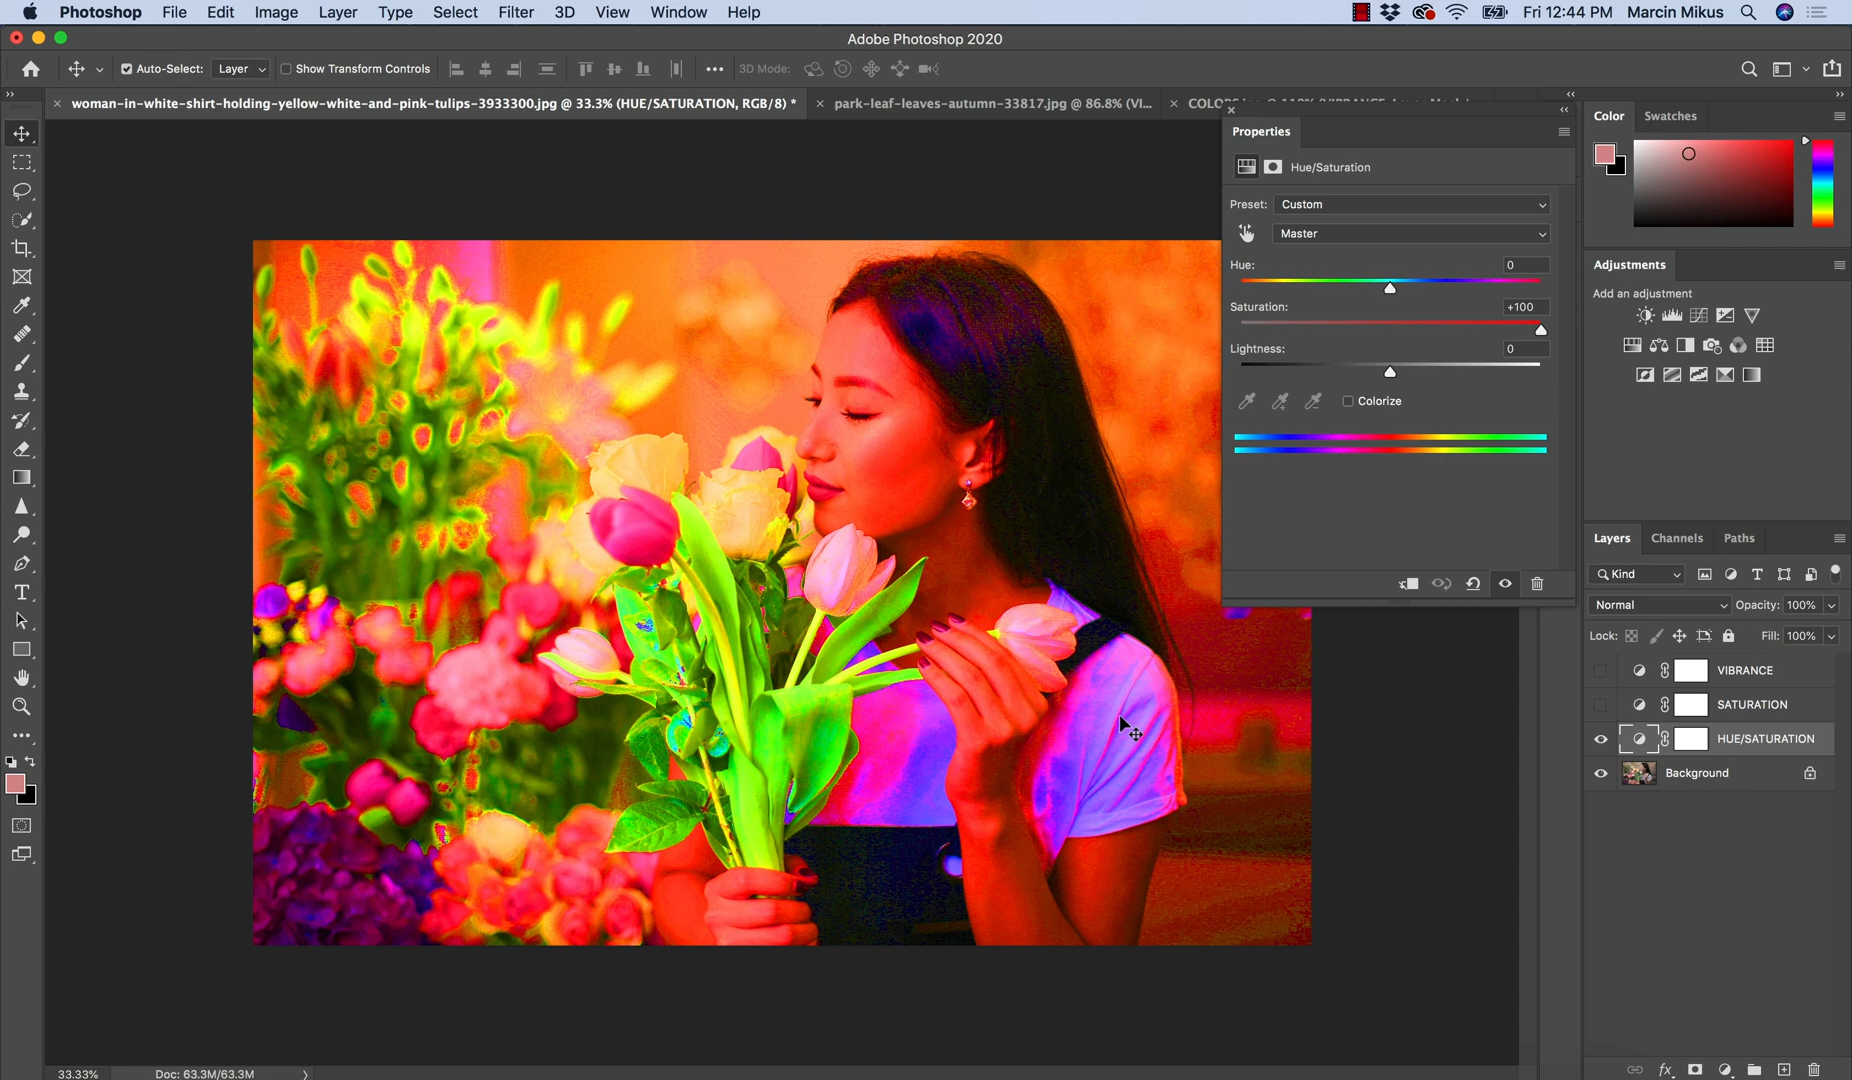 Photoshop File Edit Image Layer Type Select Filter 3D View Window Help Fri 12:44 PM Marcin Mikus
Adobe Photoshop 2020
Auto-Select: Layer Show Transform Controls 3D Mode:
woman-in-white-shirt-holding-yellow-white-and-pink-tulips-3933300.jpg @ 33.3% (HUE/SATURATION, RGB/8) * park-leaf-leaves-autumn-33817.jpg @ 86.8% (VI...
Properties
Hue/Saturation
Preset: Custom
Master
Hue: 0
Saturation: +100
Lightness: 0
Colorize
Color Swatches
Adjustments
Add an adjustment
Layers Channels Paths
Kind
Normal Opacity: 100%
Lock: Fill: 100%
VIBRANCE
SATURATION
HUE/SATURATION
Background
fx
33.33% Doc: 63.3M/63.3M